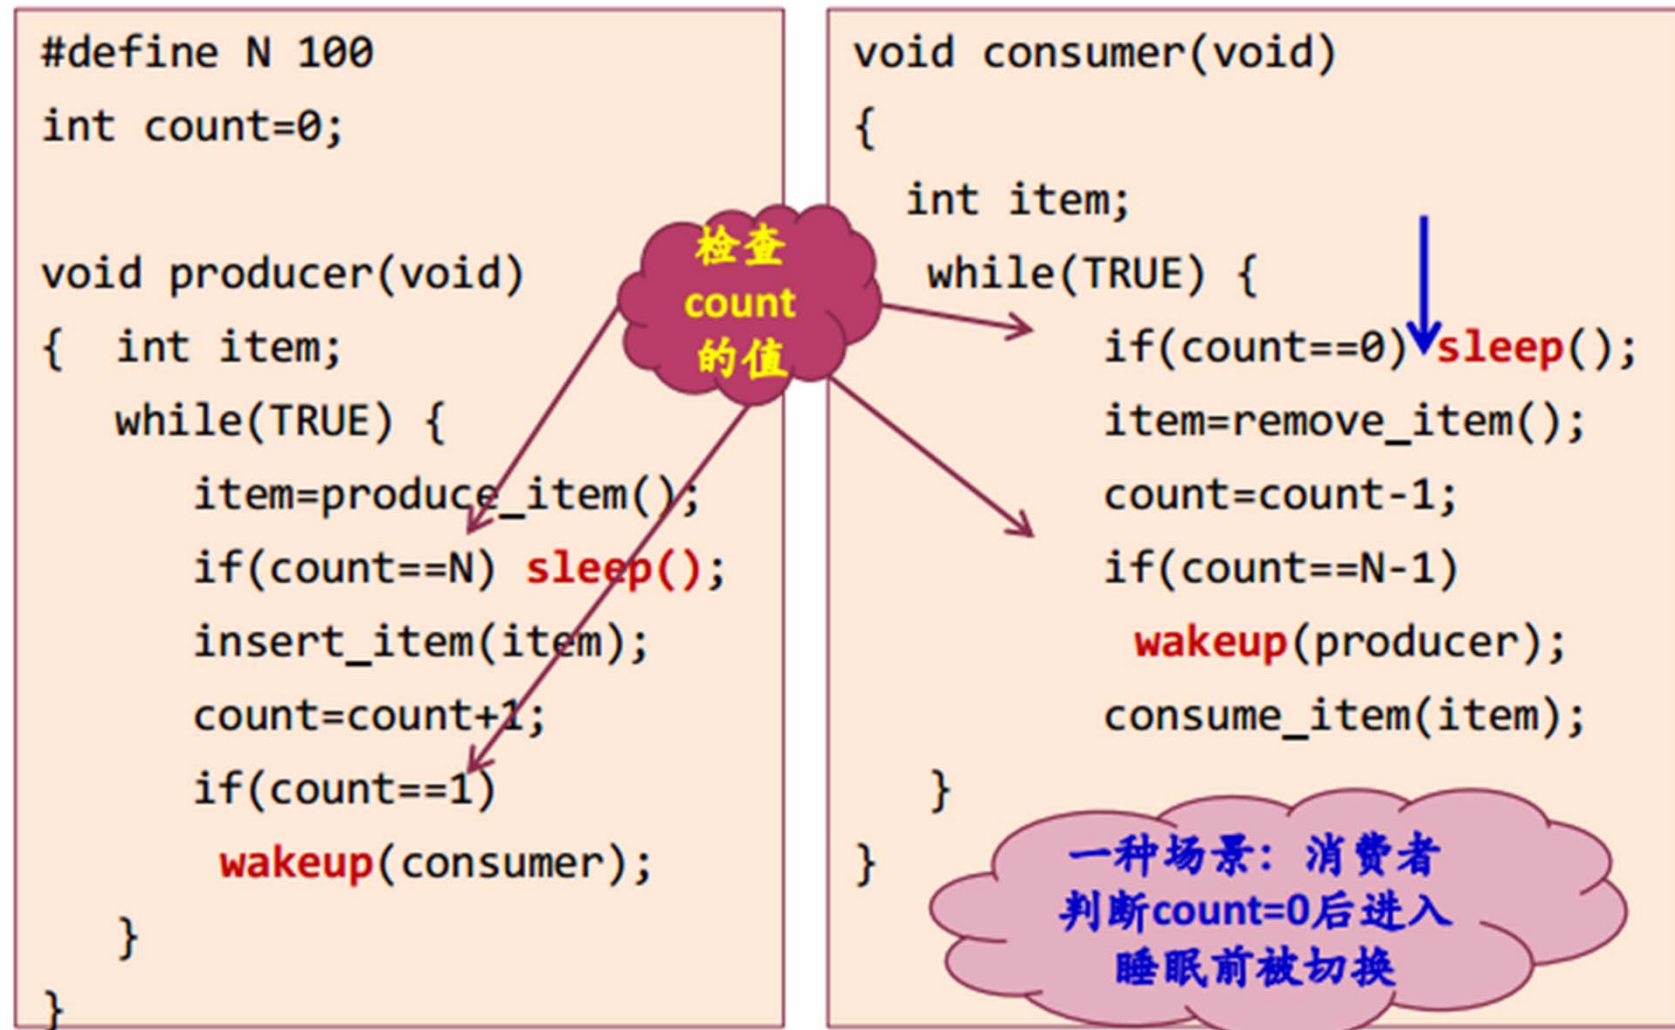 #define N 100
int count=0;
void producer(void)
{ int item;
while(TRUE) {
item=produce_item();
if(count==N) sleep();
insert_item(item);
count=count+1;
if(count==1)
wakeup(consumer);
}
}
检查
count
的值
void consumer(void)
{
int item;
while(TRUE) {
if(count==0) sleep();
item=remove_item();
count=count-1;
if(count==N-1)
wakeup(producer);
consume_item(item);
}
}
一种场景：消费者
判断count=0后进入
睡眠前被切换